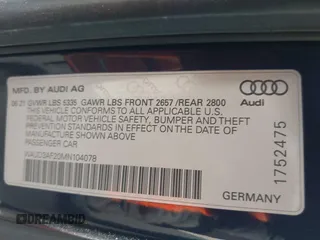 MFD. BY AUDI AG
06.21 GVWR LBS 5335 GAWR LBS FRONT 2657 /REAR 2800
THIS VEHICLE CONFORMS TO ALL APPLICABLE
FEDERAL MOTOR VEHICLE SAFETY, BUMPER AND THEFT
PREVENTION STANDARDS IN EFFECT ON THE DATE OF
MANUFACTURE SHOWN ABOVE.
PASSENGER CAR
Audi
1752475
GERMANY
DREAMBID